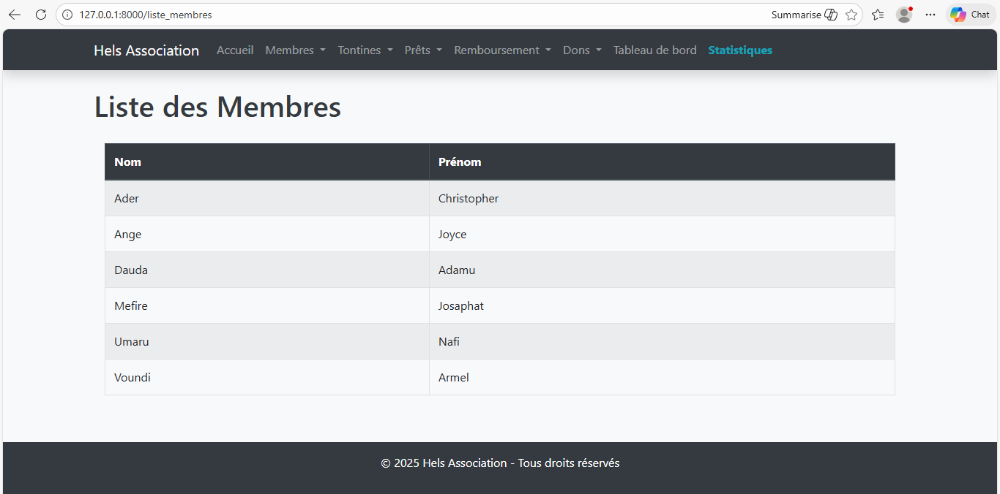 127.0.0.1:8000/liste_membres Summarise Chat
Hels Association Accueil Membres Tontines Prêts Remboursement Dons Tableau de bord Statistiques
Liste des Membres
Nom Prénom
Ader Christopher
Ange Joyce
Dauda Adamu
Mefire Josaphat
Umaru Nafi
Voundi Armel
© 2025 Hels Association - Tous droits réservés